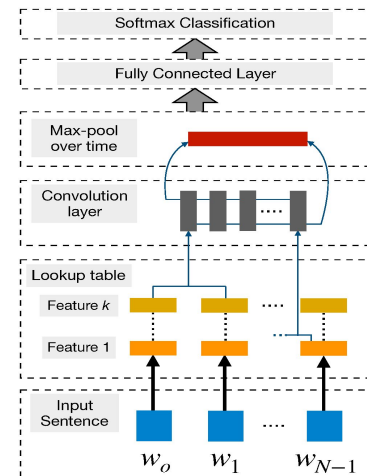 Softmax Classification
Fully Connected Layer
Max-pool
over time
Convolution
layer
....
Lookup table
Feature k
....
Feature 1
Input
Sentence
....
w_o w_1 w_{N-1}